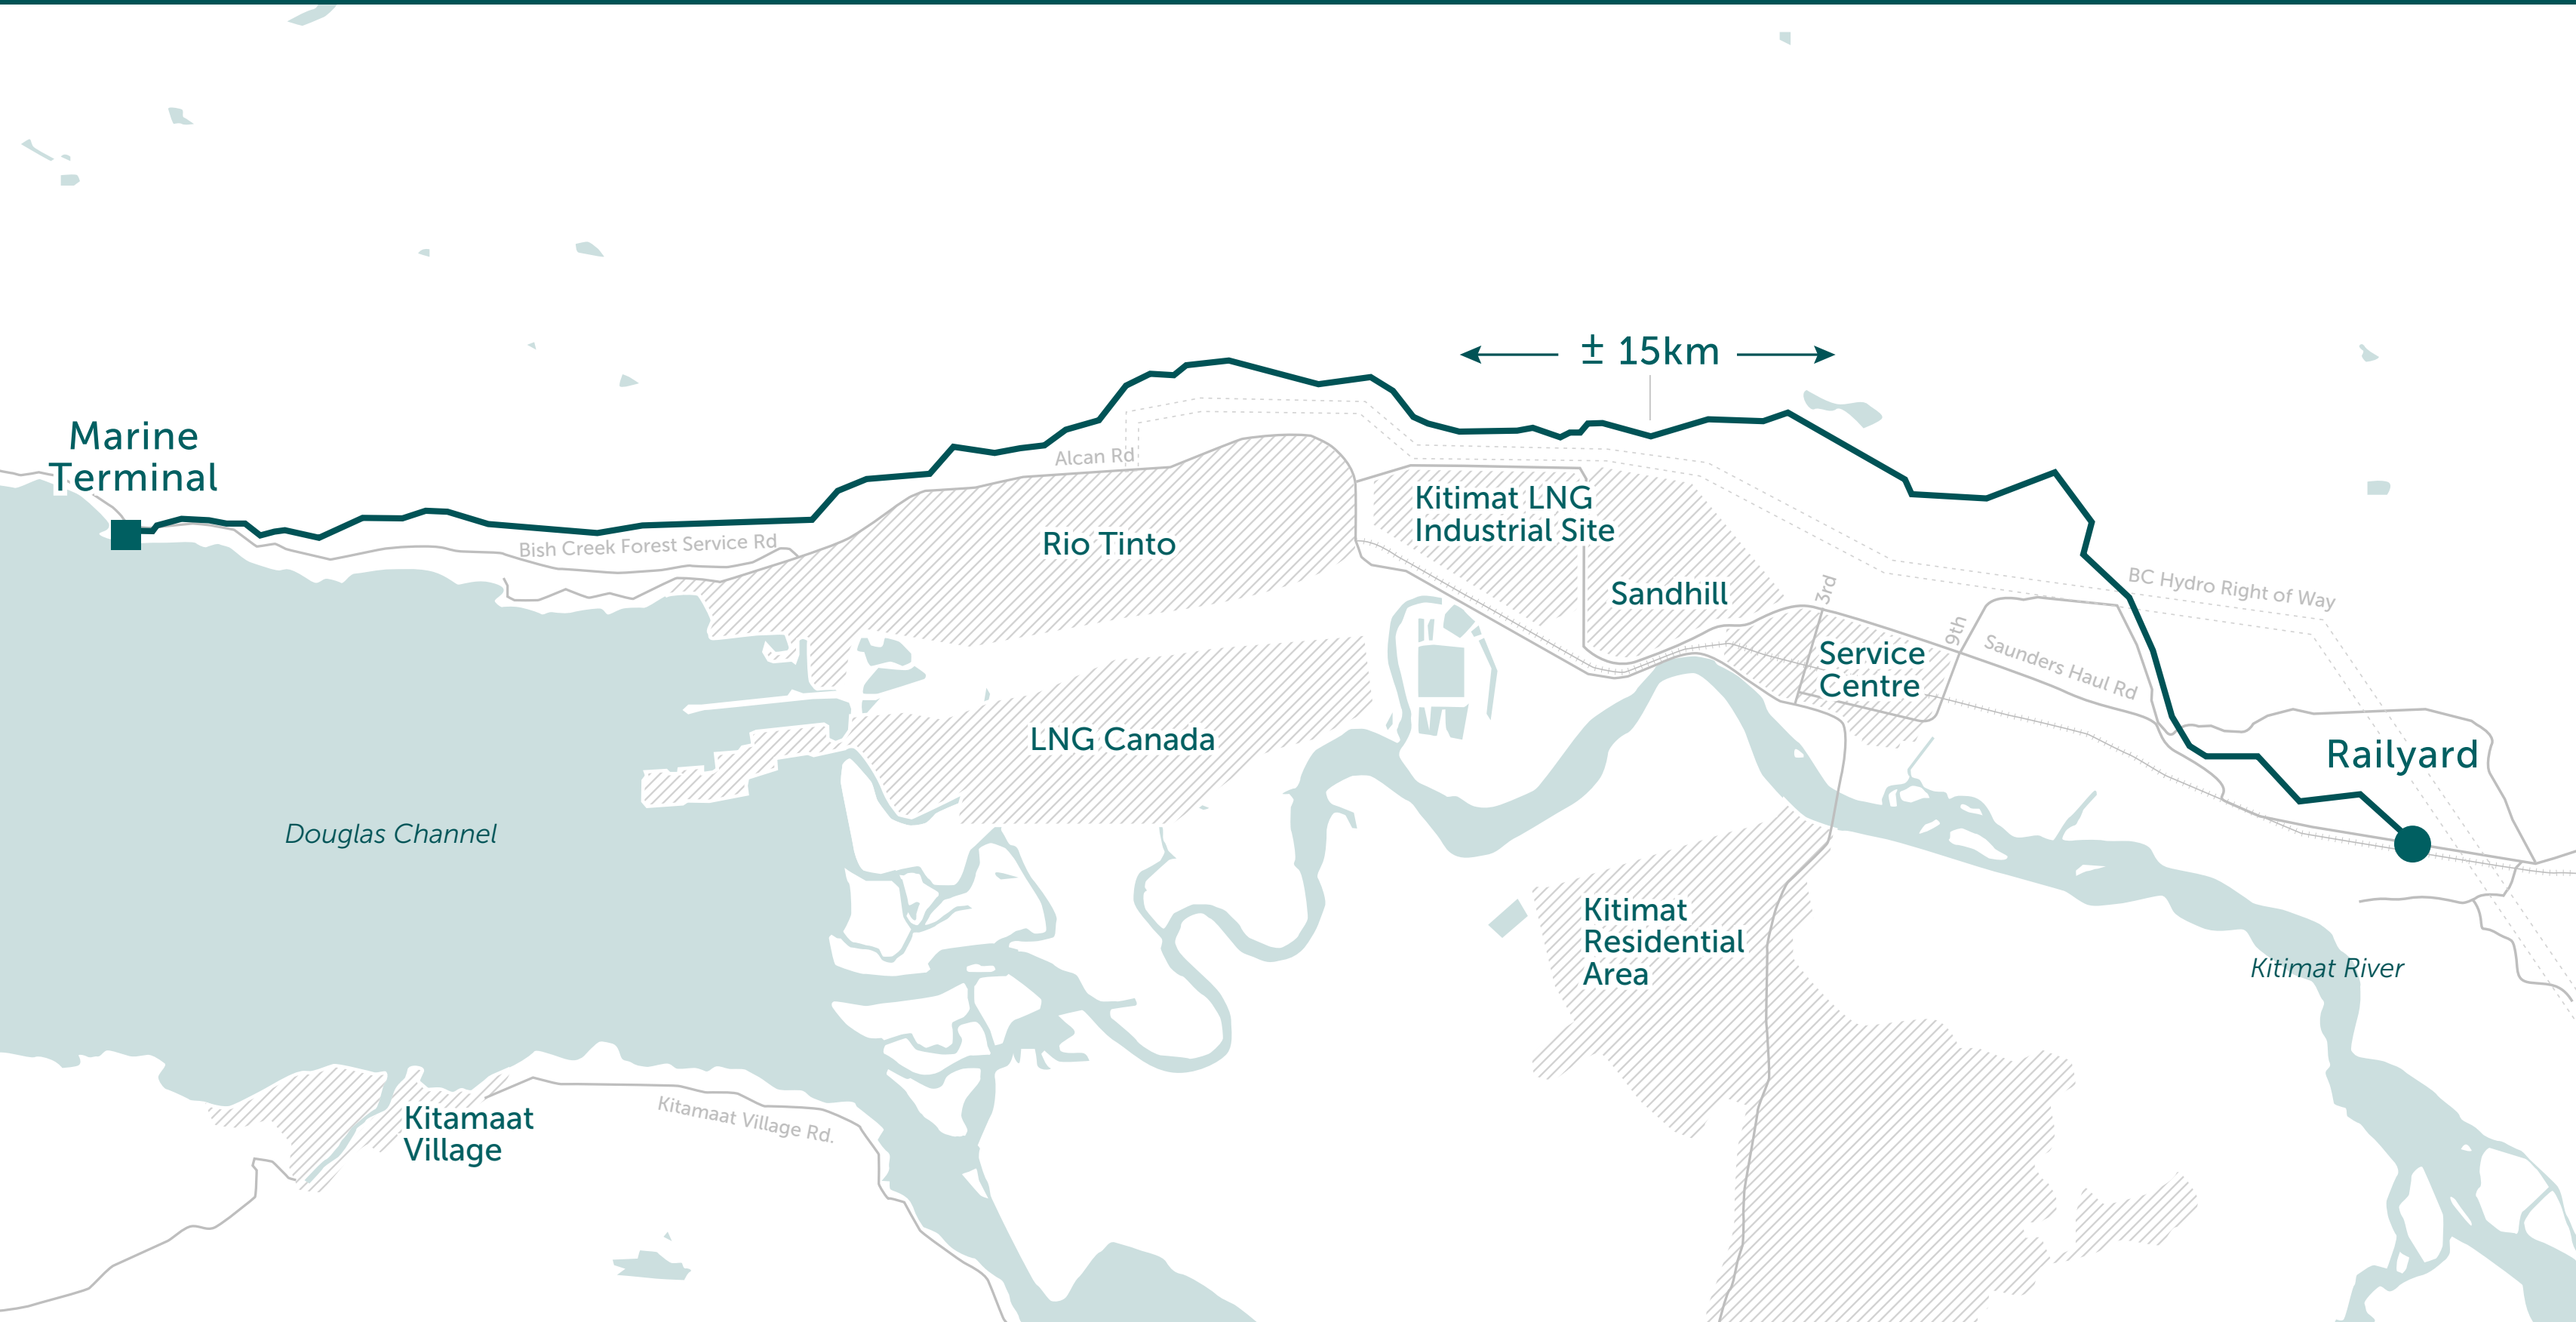 ± 15km
Marine
Terminal
Alcan Rd
Bish Creek Forest Service Rd
Rio Tinto
Kitimat LNG
Industrial Site
Sandhill
3rd
9th
BC Hydro Right of Way
Saunders Haul Rd
Service
Centre
LNG Canada
Railyard
Douglas Channel
Kitimat
Residential
Area
Kitimat River
Kitamaat
Village
Kitamaat Village Rd.